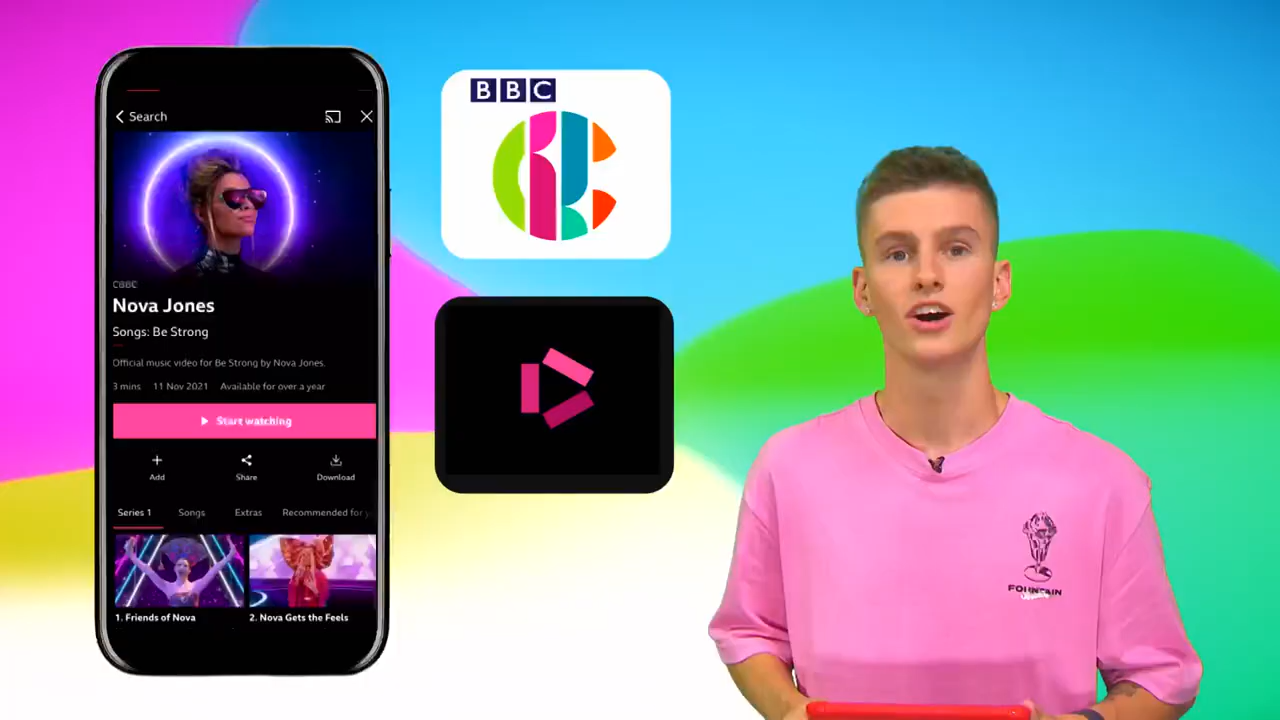 Search
CBBC
Nova Jones
Songs: Be Strong
Official music video for Be Strong by Nova Jones.
3 mins 11 Nov 2021 Available for over a year
Start watching
Add Share Download
Series 1 Songs Extras Recommended for
1. Friends of Nova 2. Nova Gets the Feels
BBC
FOUNTAIN